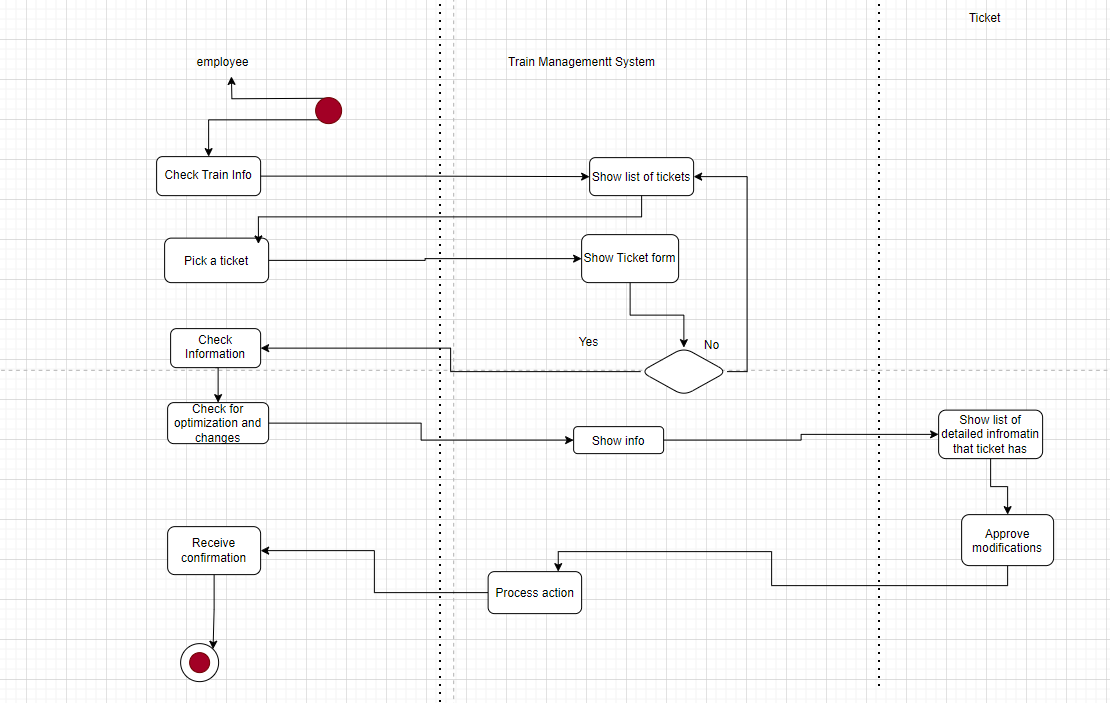 Ticket
employee
Train Managementt System
Check Train Info
Show list of tickets
Pick a ticket
Show Ticket form
Yes
No
Check
Information
Check for
optimization and
changes
Show info
Show list of
detailed infromatin
that ticket has
Receive
confirmation
Approve
modifications
Process action